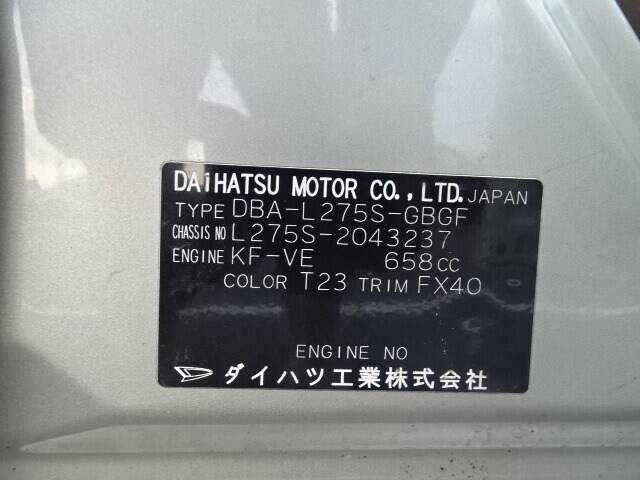 DAIHATSU MOTOR CO., LTD. JAPAN
TYPE DBA-L275S-GBGF
CHASSIS NO L275S-2043237
ENGINE KF-VE 658CC
COLOR T23 TRIM FX40
ENGINE NO
ダイハツ工業株式会社